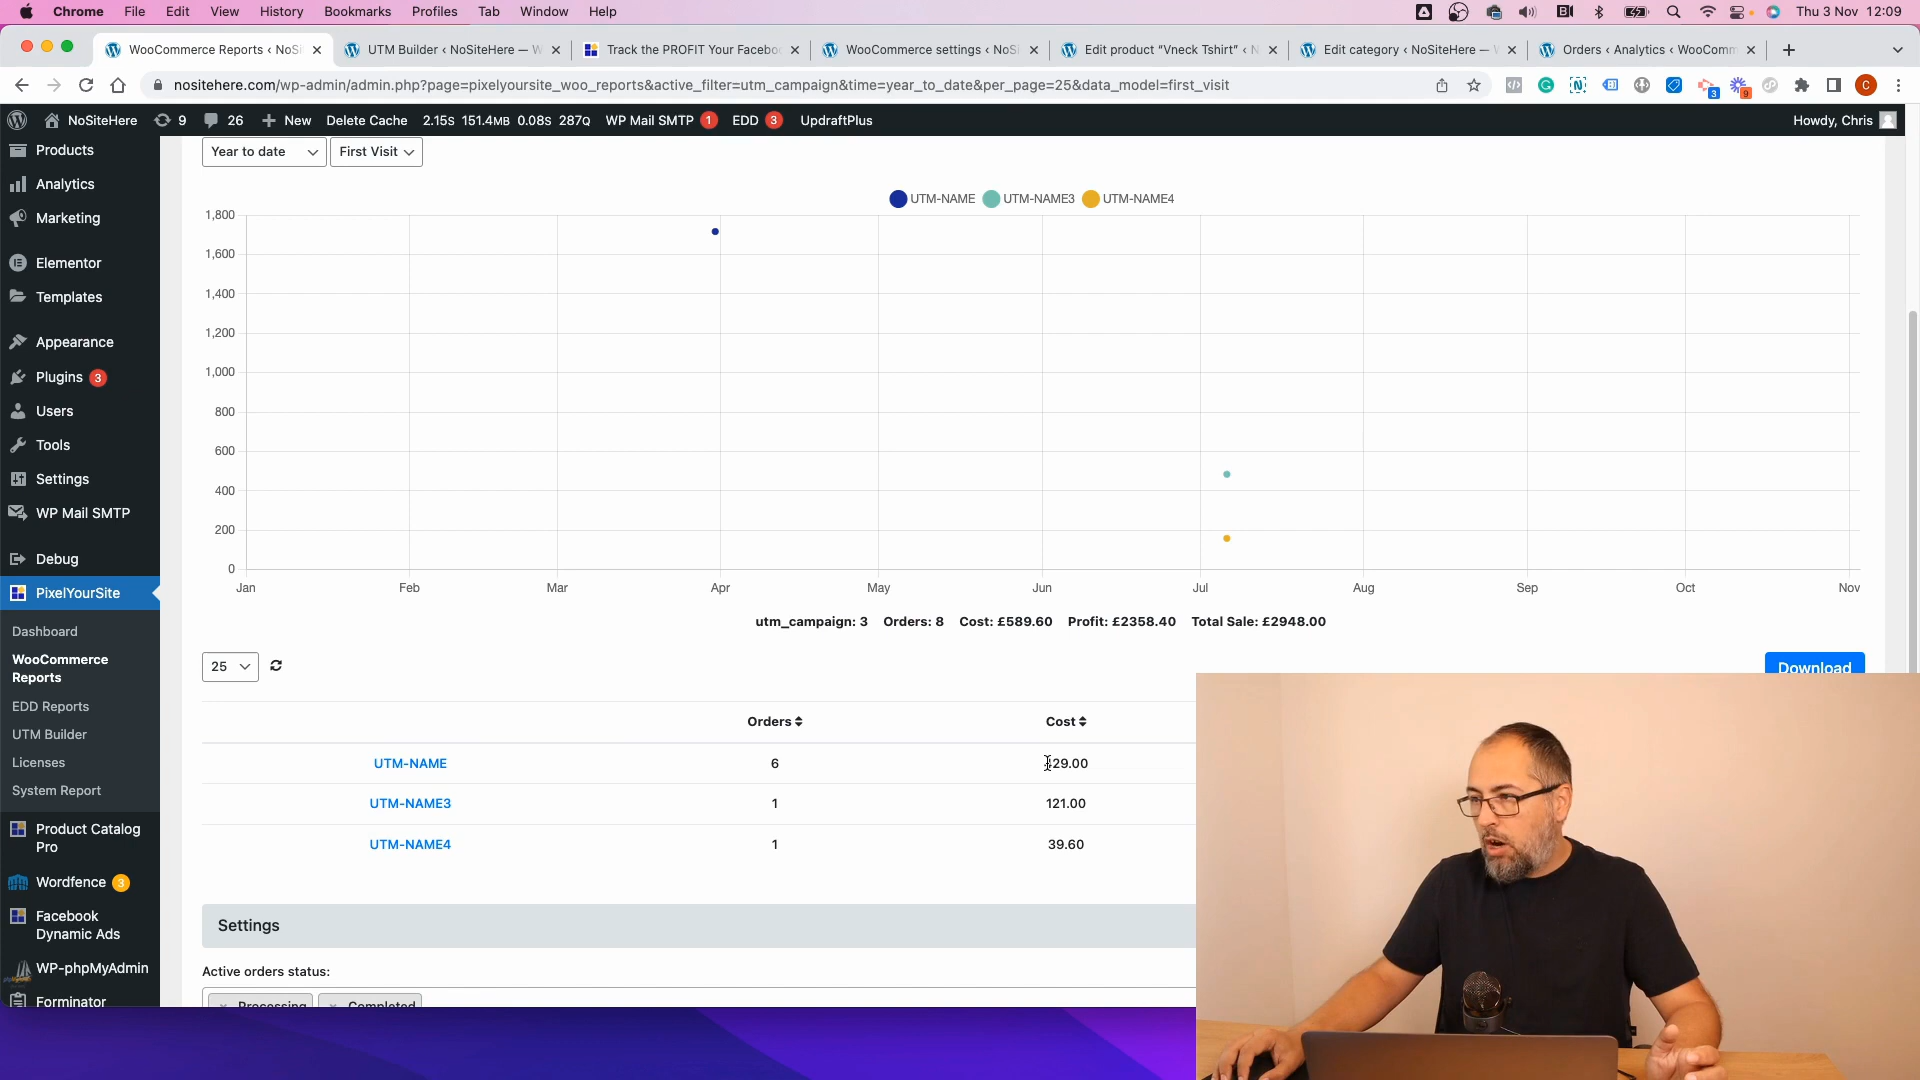 Chrome File Edit View History Bookmarks Profiles Tab Window Help Thu 3 Nov 12:09
WooCommerce Reports ‹ NoSi
UTM Builder ‹ NoSiteHere — W
Track the PROFIT Your Facebo
WooCommerce settings ‹ NoSi
Edit product “Vneck Tshirt” ‹ N
Edit category ‹ NoSiteHere — W
Orders ‹ Analytics ‹ WooComm
nositehere.com/wp-admin/admin.php?page=pixelyoursite_woo_reports&active_filter=utm_campaign&time=year_to_date&per_page=25&data_model=first_visit
3 9 C
NoSiteHere 9 26 New Delete Cache 2.15S 151.4MB 0.08S 287Q WP Mail SMTP 1 EDD 3 UpdraftPlus Howdy, Chris
Products
Analytics
Marketing
Elementor
Templates
Appearance
Plugins 3
Users
Tools
Settings
WP Mail SMTP
Debug
PixelYourSite
Dashboard
WooCommerce
Reports
EDD Reports
UTM Builder
Licenses
System Report
Product Catalog
Pro
Wordfence 3
Facebook
Dynamic Ads
WP-phpMyAdmin
Forminator
Year to date First Visit
UTM-NAME UTM-NAME3 UTM-NAME4
1,800
1,600
1,400
1,200
1,000
800
600
400
200
0
Jan Feb Mar Apr May Jun Jul Aug Sep Oct Nov
utm_campaign: 3 Orders: 8 Cost: £589.60 Profit: £2358.40 Total Sale: £2948.00
25 Download
Orders Cost
UTM-NAME 6 29.00
UTM-NAME3 1 121.00
UTM-NAME4 1 39.60
Settings
Active orders status:
× Processing × Completed